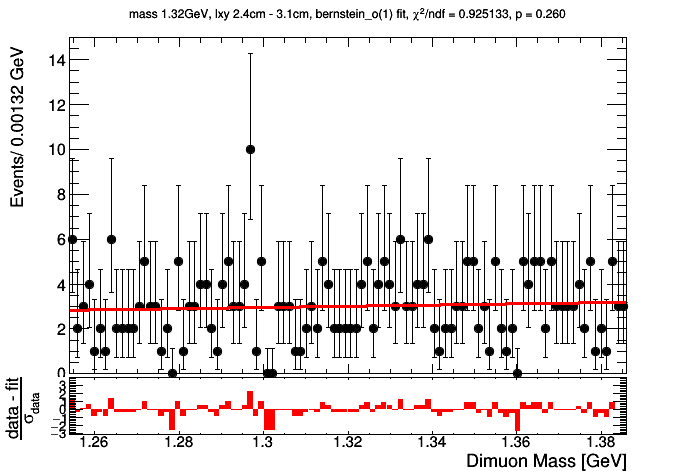 mass 1.32GeV, lxy 2.4cm - 3.1cm, bernstein_o(1) fit, χ²/ndf = 0.925133, p = 0.260
Events/ 0.00132 GeV
14
12
10
8
6
4
2
0
data - fit
σdata
3
2
1
0
−1
−2
−3
1.26 1.28 1.3 1.32 1.34 1.36 1.38
Dimuon Mass [GeV]